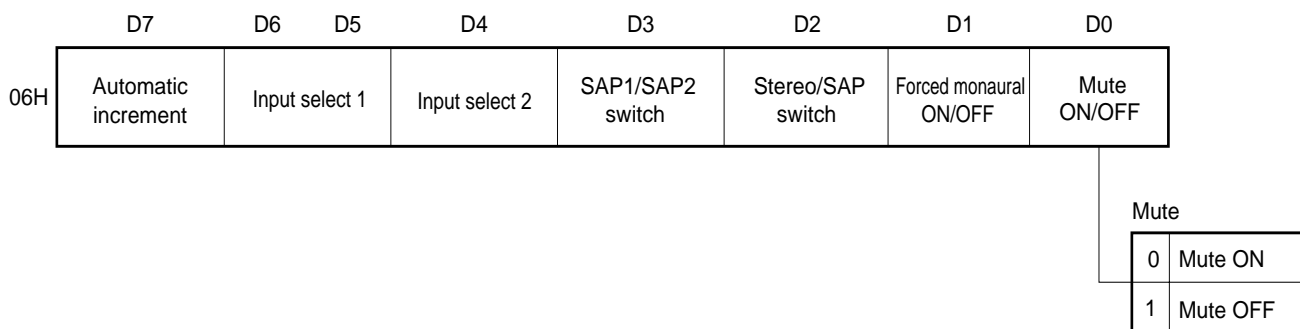 D7 D6 D5 D4 D3 D2 D1 D0
06H
Automatic
increment
Input select 1
Input select 2
SAP1/SAP2
switch
Stereo/SAP
switch
Forced monaural
ON/OFF
Mute
ON/OFF
Mute
0 Mute ON
1 Mute OFF